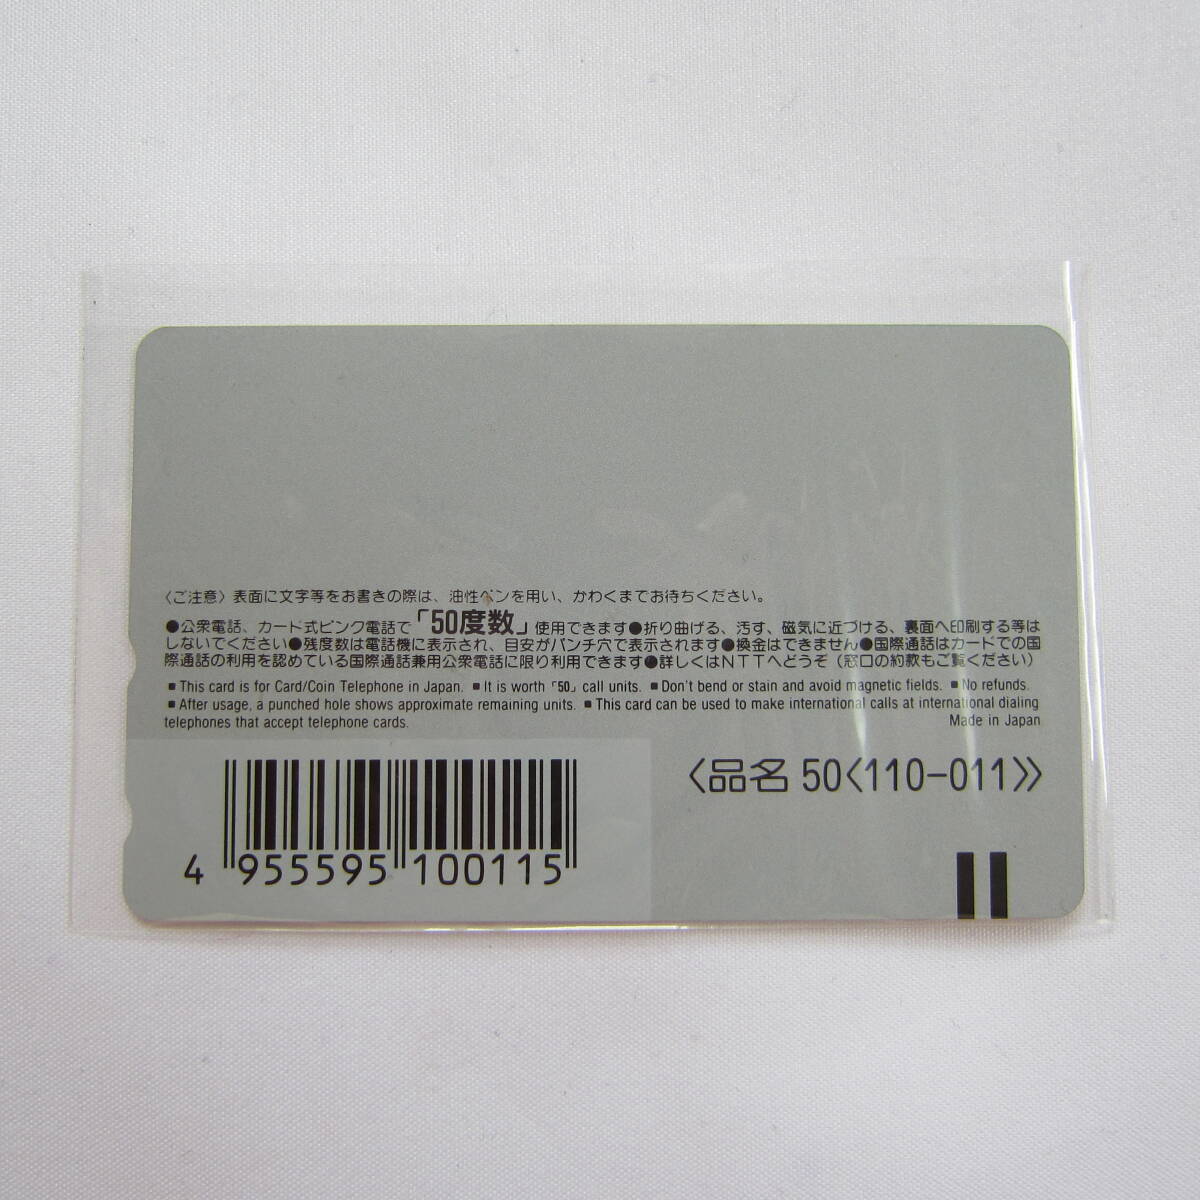 〈ご注意〉表面に文字等をお書きの際は、油性ペンを用い、かわくまでお待ちください。
●公衆電話、カード式ピンク電話で「50度数」使用できます●折り曲げる、汚す、磁気に近づける、裏面へ印刷する等は
しないでください●残度数は電話機に表示され、目安がパンチ穴で表示されます●換金はできません●国際通話はカードでの国
際通話の利用を認めている国際通話兼用公衆電話に限り利用できます●詳しくはNTTへどうぞ（窓口の約款もご覧ください）
■ This card is for Card/Coin Telephone in Japan. ■ It is worth「50」call units. ■ Don't bend or stain and avoid magnetic fields. ■ No refunds.
■ After usage, a punched hole shows approximate remaining units. ■ This card can be used to make international calls at international dialing
telephones that accept telephone cards. Made in Japan
〈品名 50〈110-011〉〉
4 955595 100115